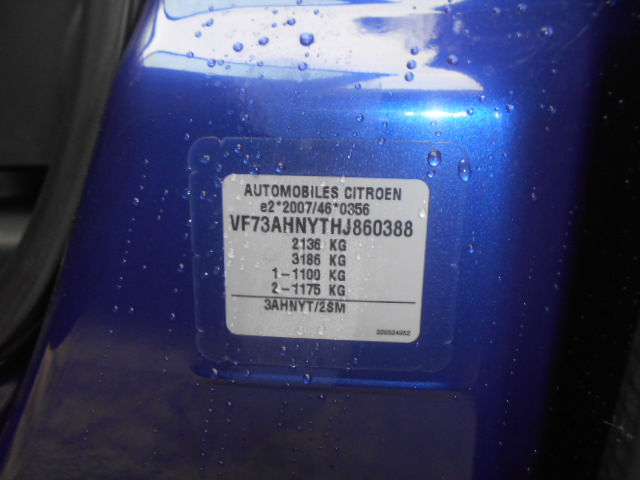 AUTOMOBILES CITROEN
e2*2007/46*0356
VF73AHNYTHJ860388
2136 KG
3186 KG
1-1100 KG
2-1175 KG
3AHNYT/2SM